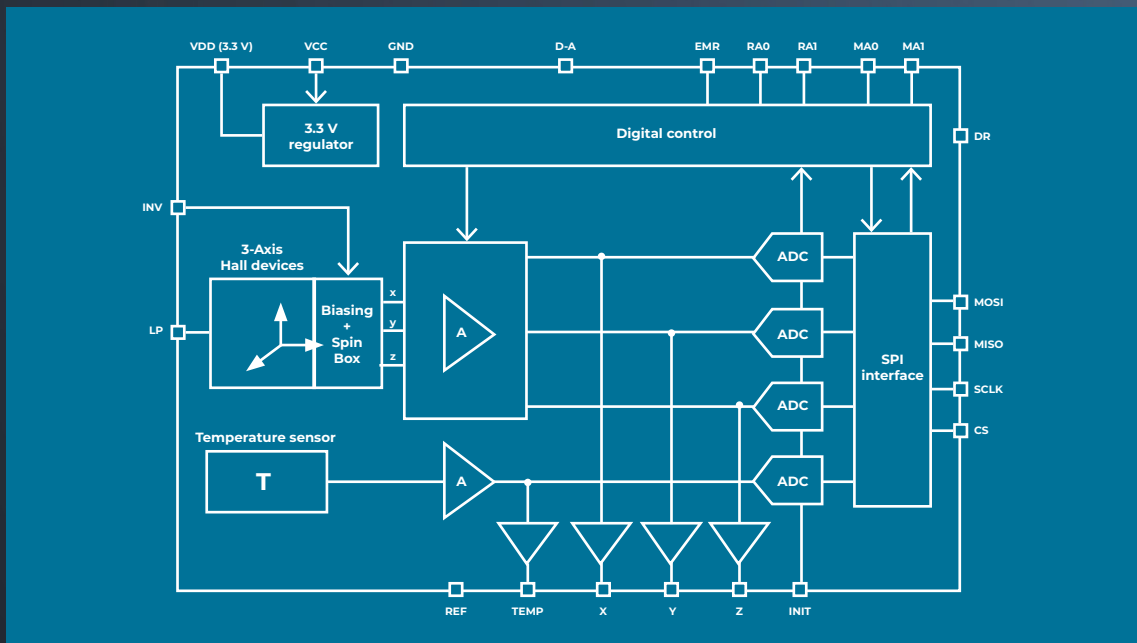 VDD (3.3 V) VCC GND D-A EMR RA0 RA1 MA0 MA1
3.3 V
regulator
Digital control
DR
INV
3-Axis
Hall devices
ADC
x
Biasing
+
Spin
Box
y
z
A
LP
ADC
MOSI
MISO
SPI
interface
SCLK
ADC
CS
Temperature sensor
T
A
ADC
REF TEMP X Y Z INIT